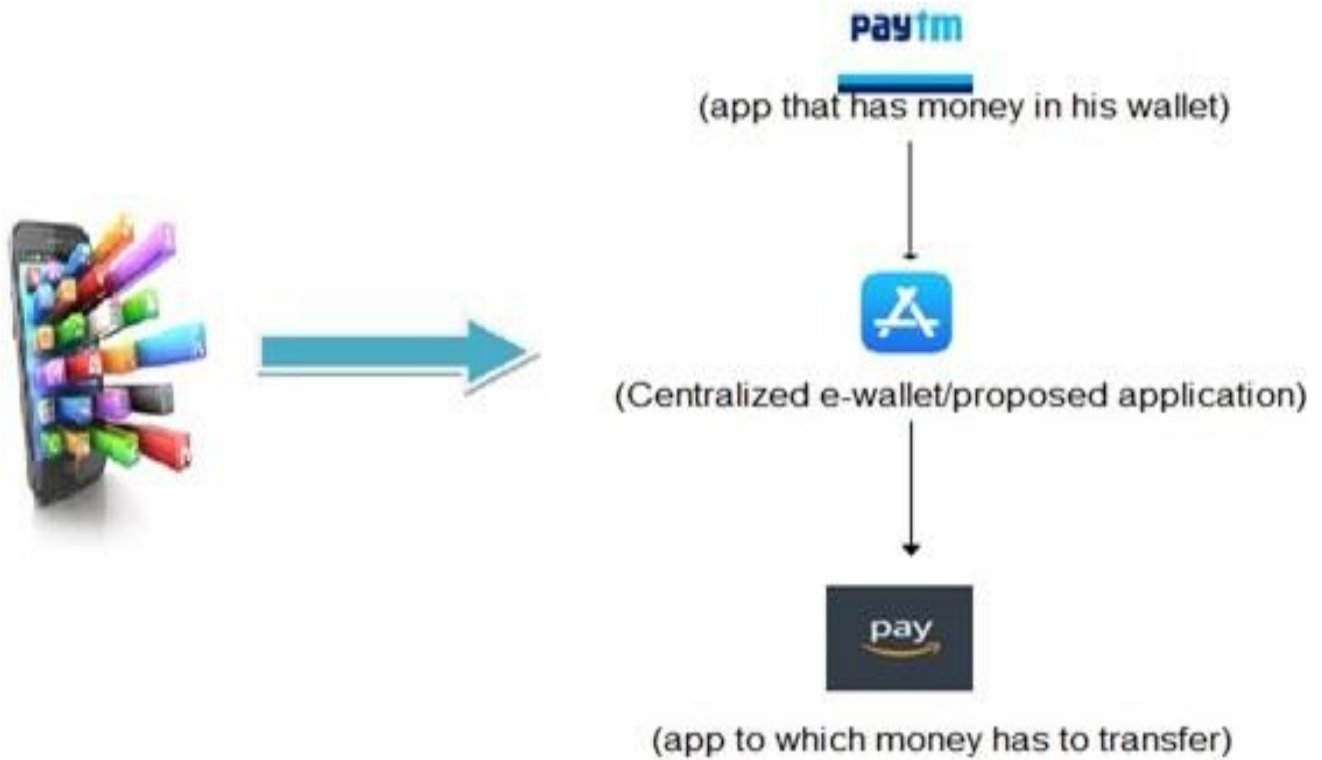 paytm
(app that has money in his wallet)
(Centralized e-wallet/proposed application)
pay
(app to which money has to transfer)